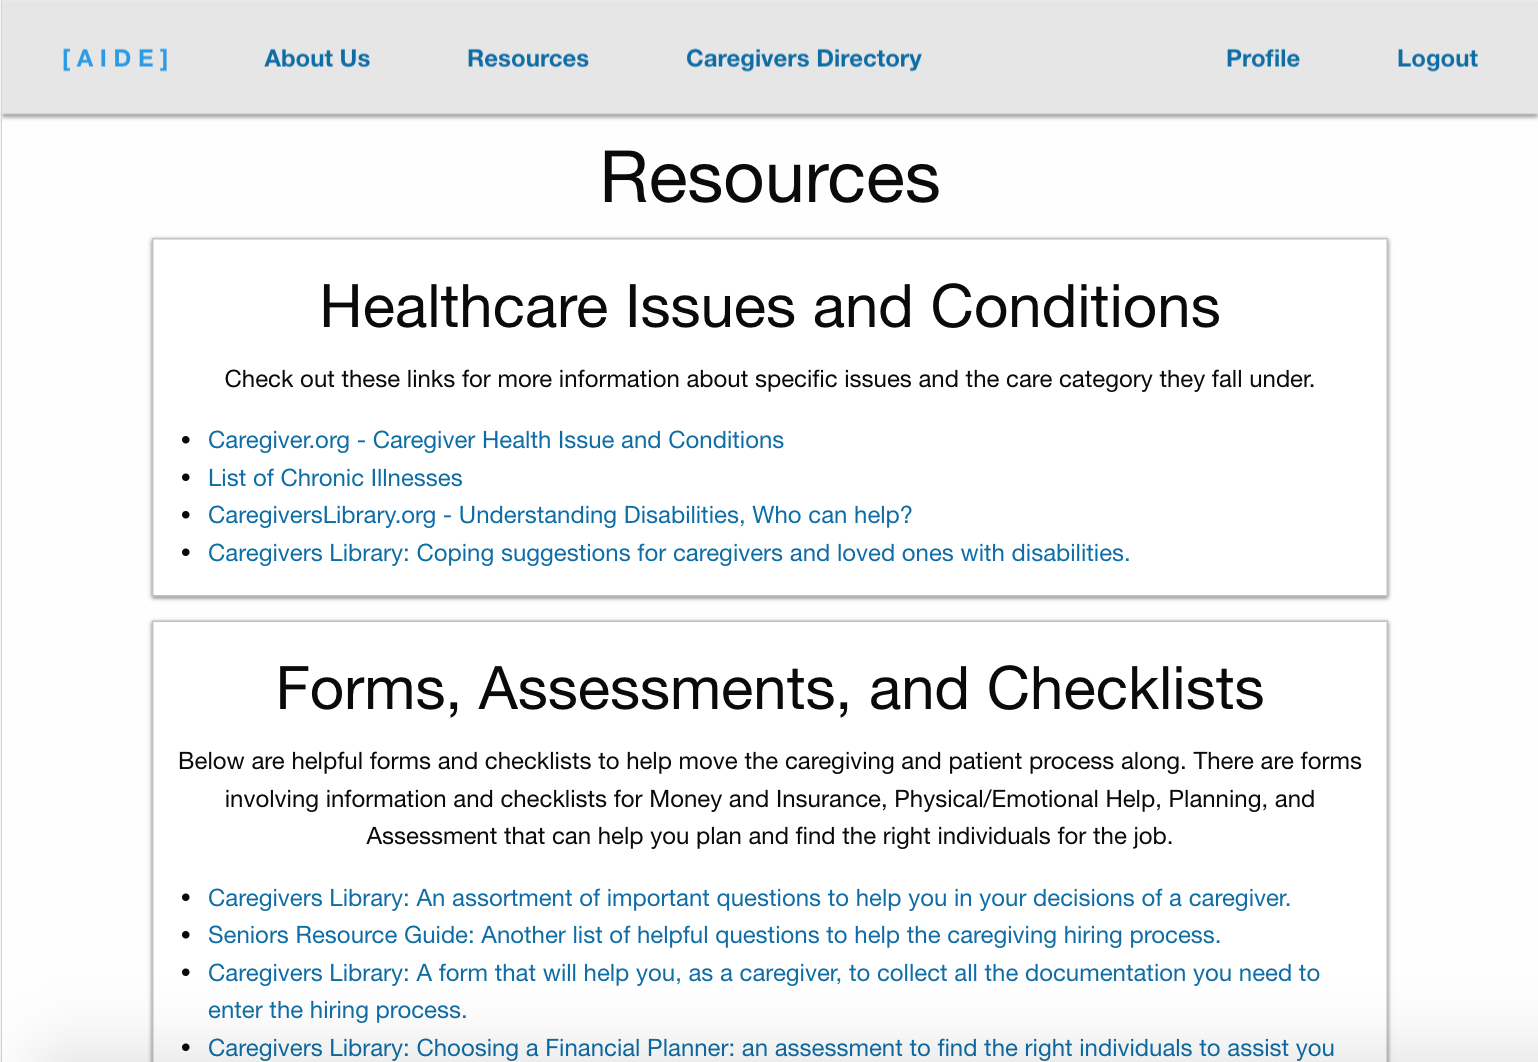 [AIDE] About Us Resources Caregivers Directory Profile Logout
Resources
Healthcare Issues and Conditions
Check out these links for more information about specific issues and the care category they fall under.
• Caregiver.org - Caregiver Health Issue and Conditions
• List of Chronic Illnesses
• CaregiversLibrary.org - Understanding Disabilities, Who can help?
• Caregivers Library: Coping suggestions for caregivers and loved ones with disabilities.
Forms, Assessments, and Checklists
Below are helpful forms and checklists to help move the caregiving and patient process along. There are forms
involving information and checklists for Money and Insurance, Physical/Emotional Help, Planning, and
Assessment that can help you plan and find the right individuals for the job.
• Caregivers Library: An assortment of important questions to help you in your decisions of a caregiver.
• Seniors Resource Guide: Another list of helpful questions to help the caregiving hiring process.
• Caregivers Library: A form that will help you, as a caregiver, to collect all the documentation you need to
enter the hiring process.
• Caregivers Library: Choosing a Financial Planner: an assessment to find the right individuals to assist you